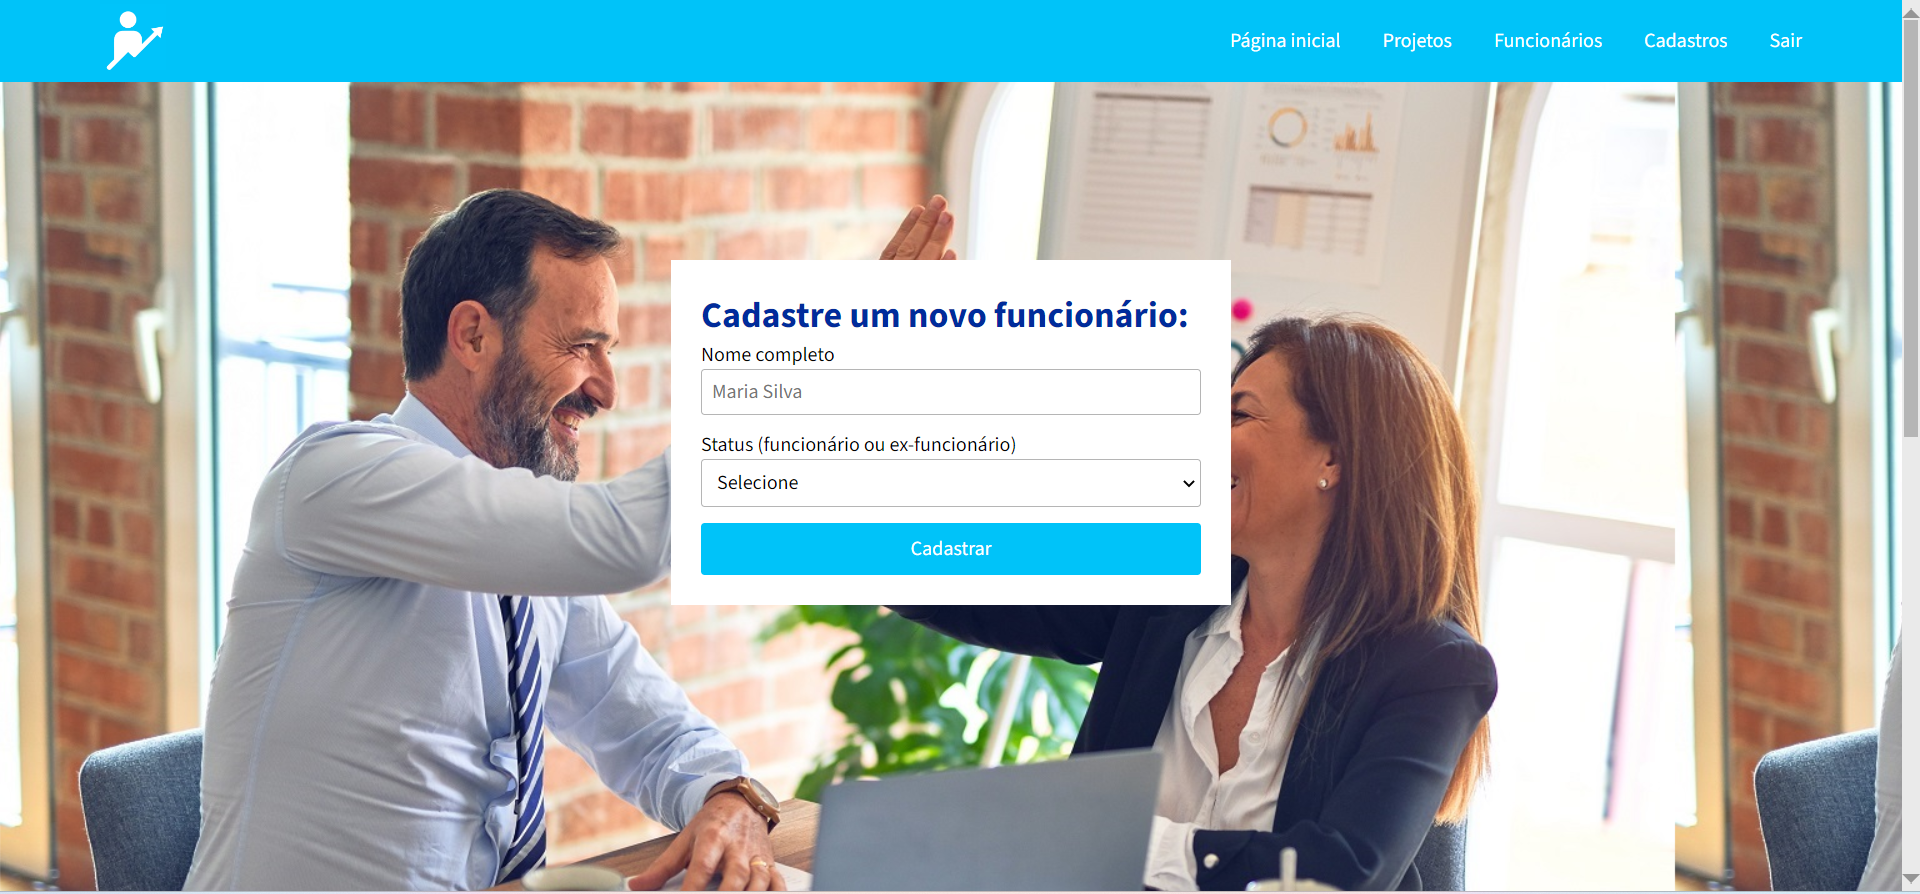 Página inicial Projetos Funcionários Cadastros Sair
Cadastre um novo funcionário:
Nome completo
Maria Silva
Status (funcionário ou ex-funcionário)
Selecione
Cadastrar